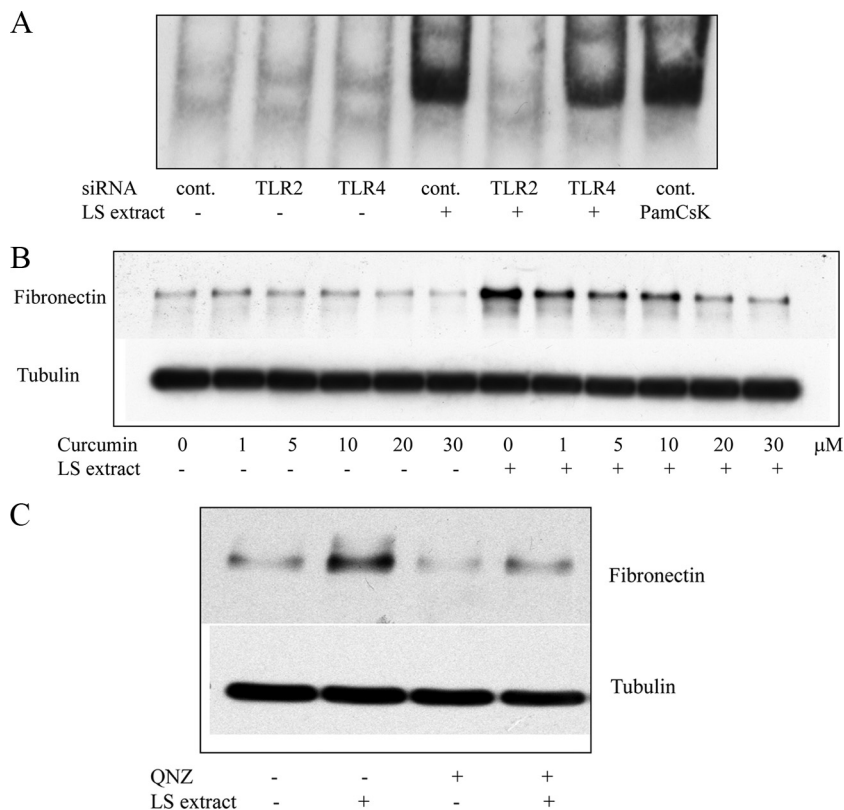 A
siRNA cont. TLR2 TLR4 cont. TLR2 TLR4 cont.
LS extract - - - + + + PamCsK
B
Fibronectin
Tubulin
Curcumin 0 1 5 10 20 30 0 1 5 10 20 30 μM
LS extract - - - - - - + + + + + +
C
Fibronectin
Tubulin
QNZ - - + +
LS extract - + - +